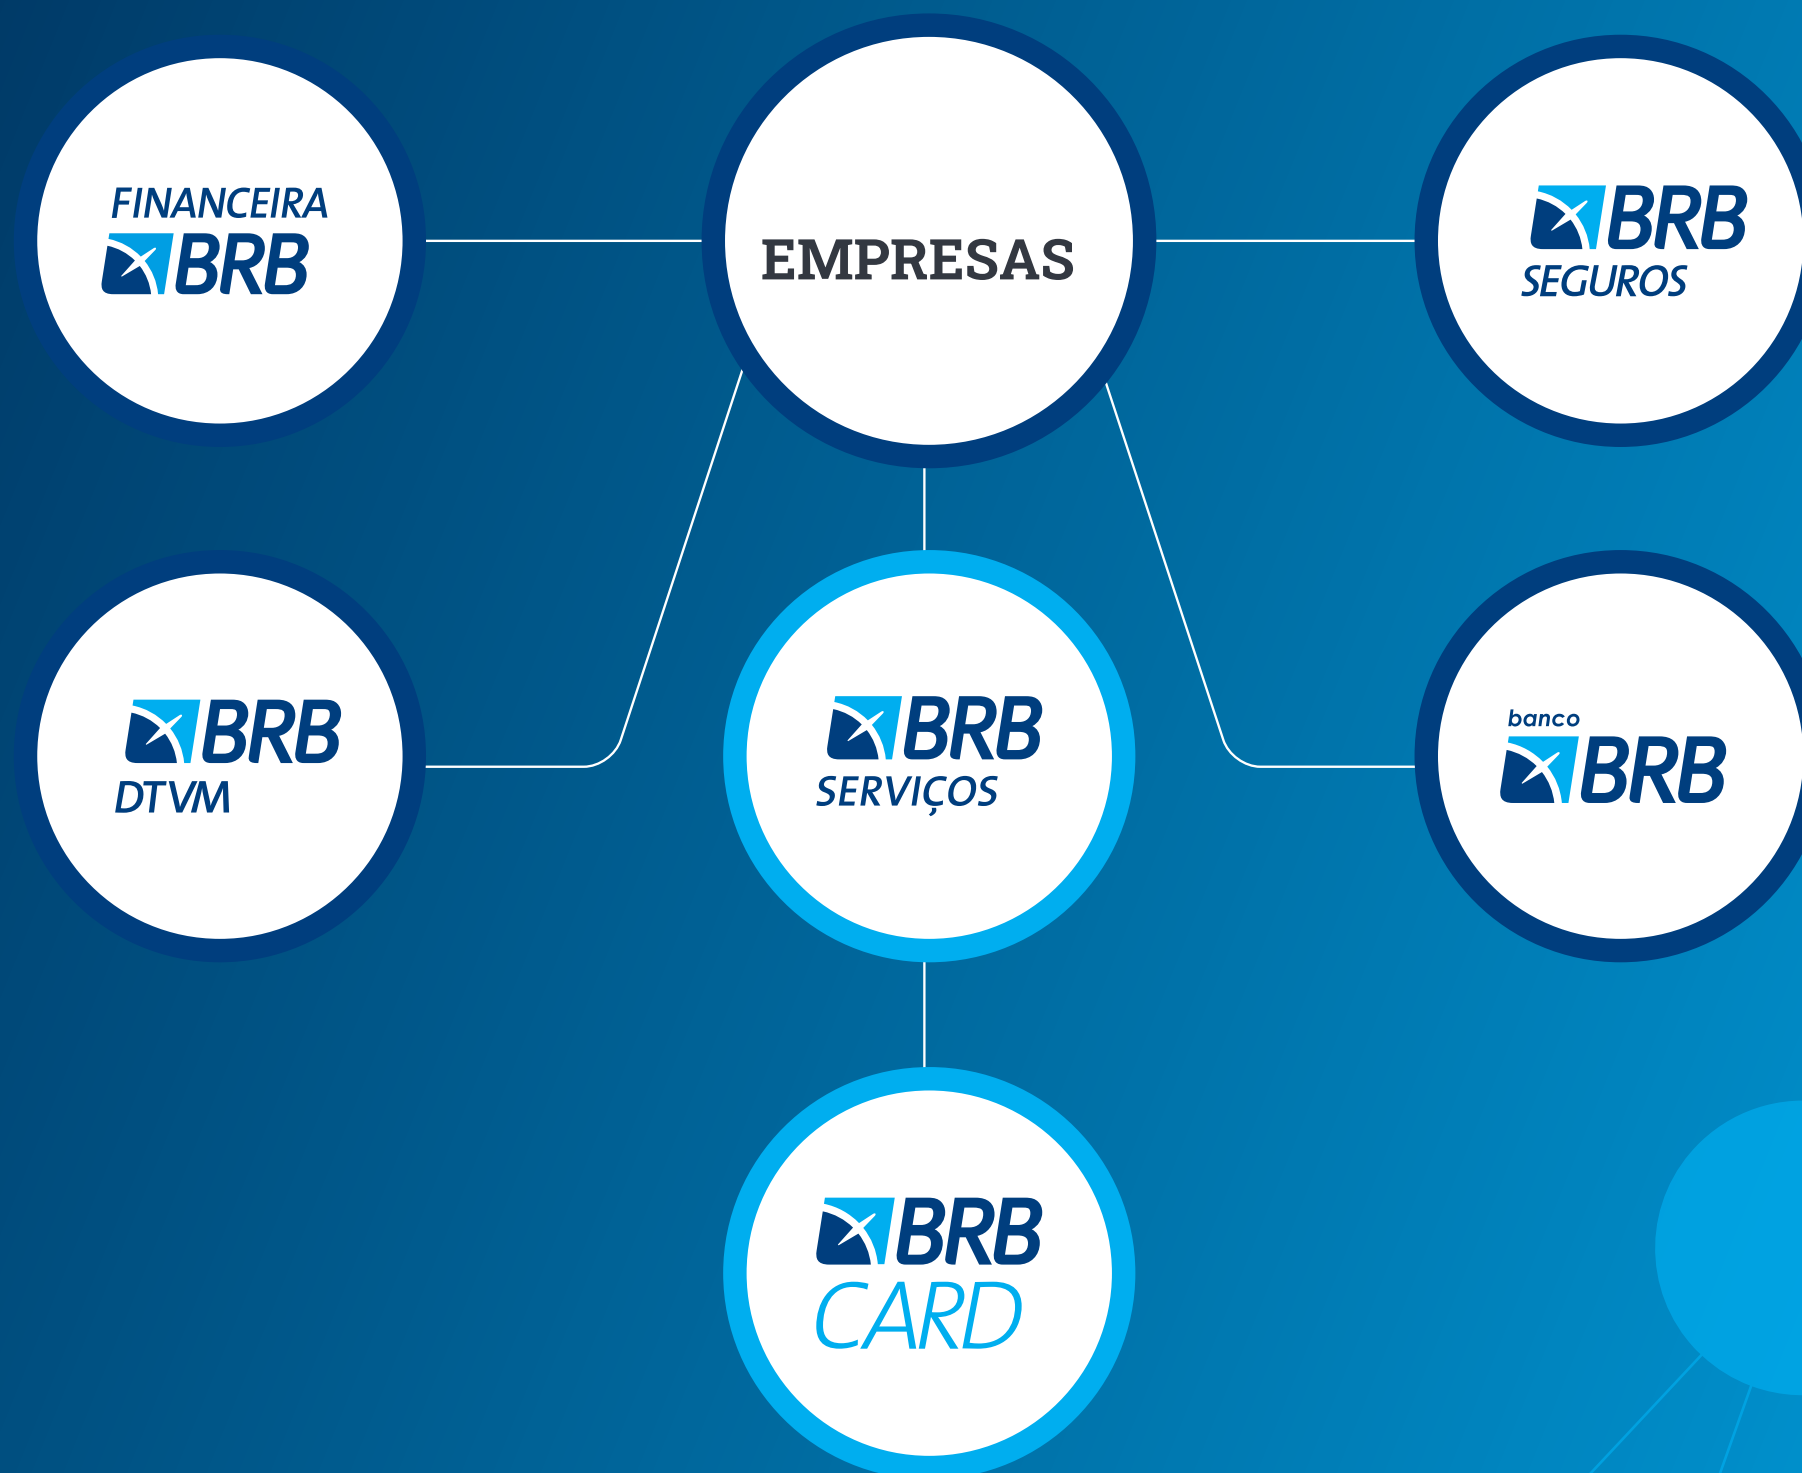 FINANCEIRA
BRB
EMPRESAS
BRB
SEGUROS
BRB
DTVM
BRB
SERVIÇOS
banco
BRB
BRB
CARD